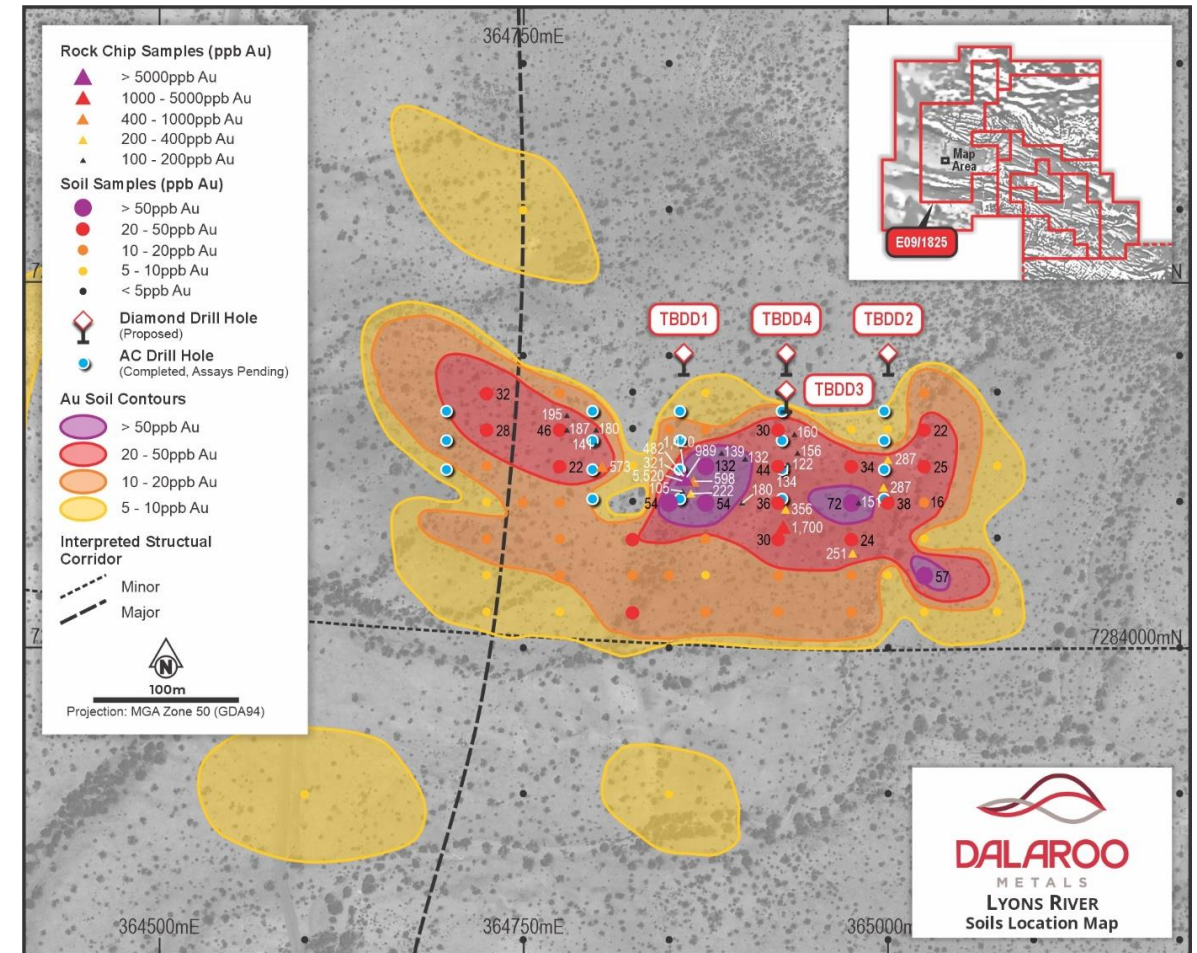 364750mE
Rock Chip Samples (ppb Au)
> 5000ppb Au
1000 - 5000ppb Au
400 - 1000ppb Au
200 - 400ppb Au
100 - 200ppb Au
Soil Samples (ppb Au)
> 50ppb Au
20 - 50ppb Au
10 - 20ppb Au
5 - 10ppb Au
< 5ppb Au
Diamond Drill Hole
(Proposed)
AC Drill Hole
(Completed, Assays Pending)
Au Soil Contours
> 50ppb Au
20 - 50ppb Au
10 - 20ppb Au
5 - 10ppb Au
Interpreted Structual
Corridor
Minor
Major
N
100m
Projection: MGA Zone 50 (GDA94)
Map
Area
E09/1825
N
TBDD1
TBDD4
TBDD2
TBDD3
32
195
28
46
187
180
141
22
573
30
160
22
482
989
139
156
321
132
132
44
122
34
287
25
5,520
598
134
105
222
180
287
54
54
36
356
72
151
38
16
1,700
30
24
251
57
7284000mN
364500mE
364750mE
DALAROO
METALS
LYONS RIVER
Soils Location Map